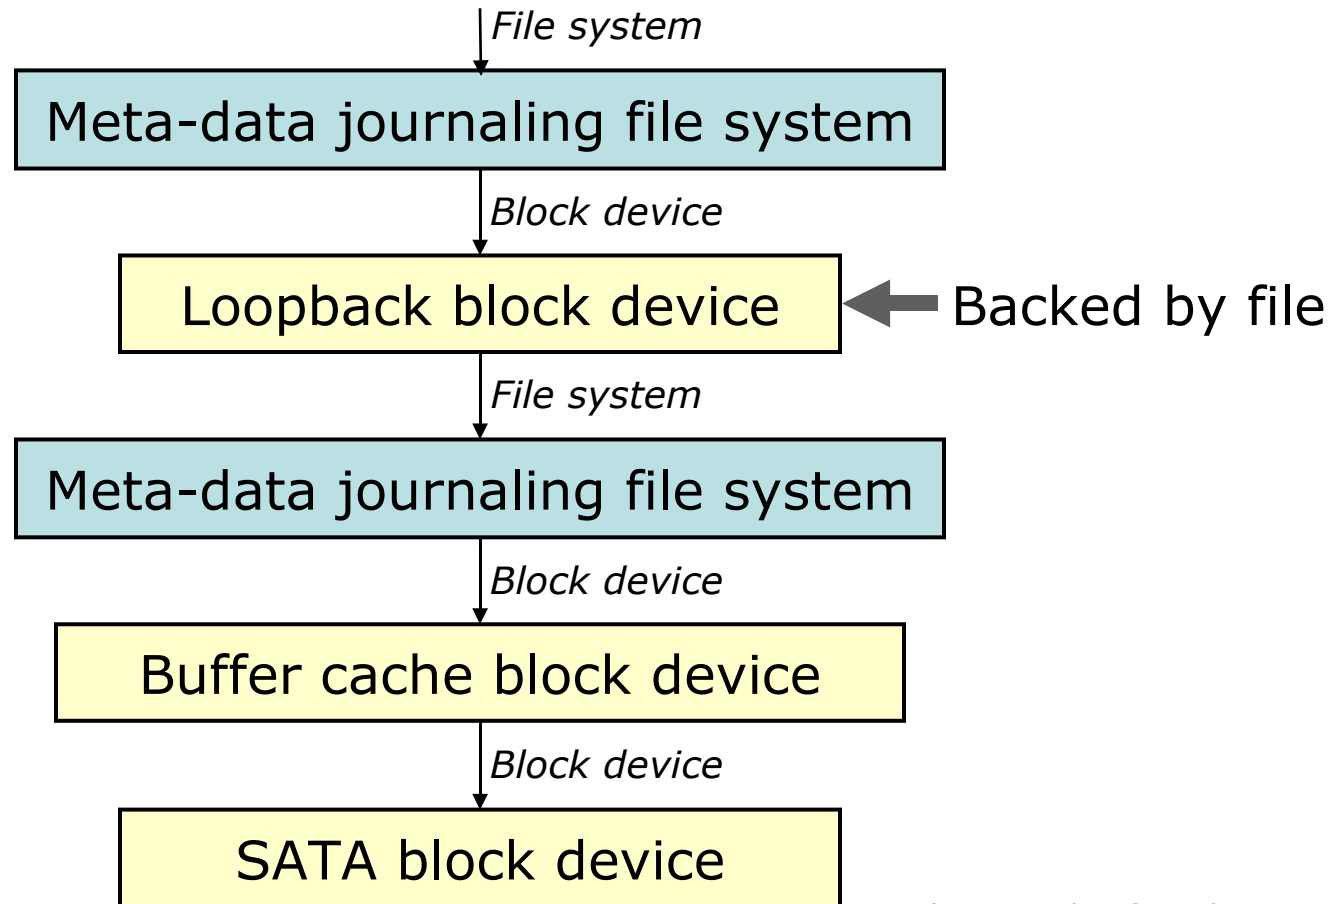 File system
Meta-data journaling file system
Block device
Loopback block device
Backed by file
File system
Meta-data journaling file system
Block device
Buffer cache block device
Block device
SATA block device